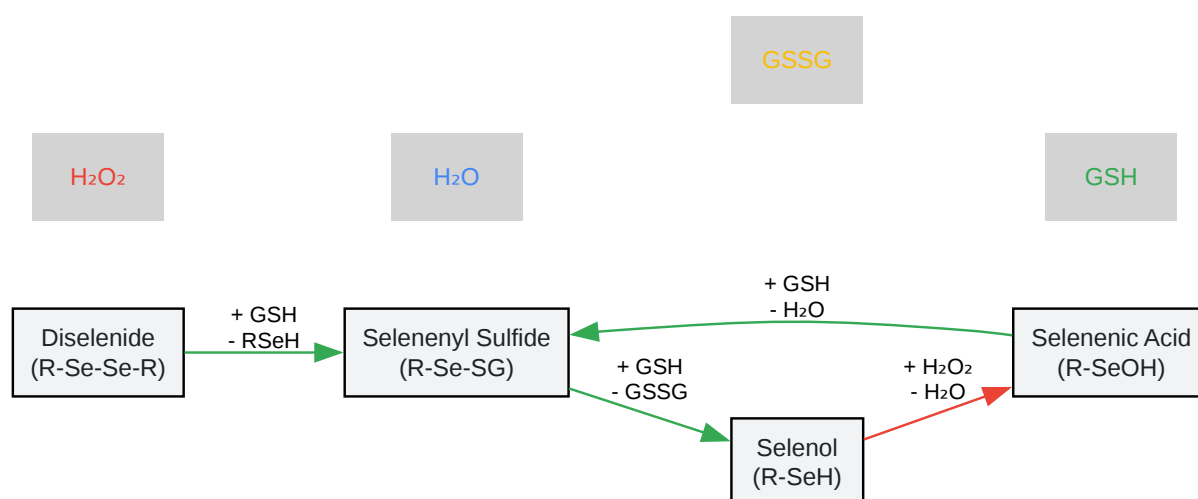 GSSG
H₂O₂
H₂O
GSH
+ GSH
- H₂O
+ GSH
- RSeH
Diselenide
(R-Se-Se-R)
Selenenyl Sulfide
(R-Se-SG)
Selenenic Acid
(R-SeOH)
+ GSH
- GSSG
+ H₂O₂
- H₂O
Selenol
(R-SeH)